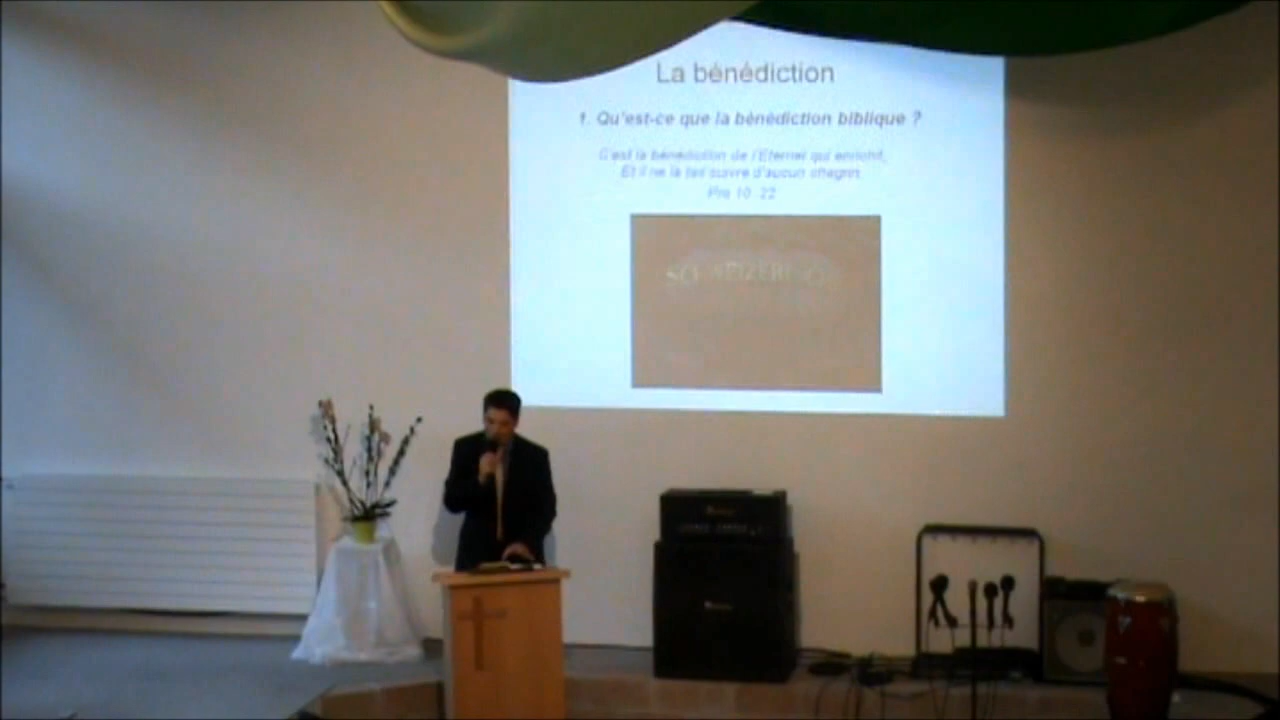 La bénédiction
1. Qu'est-ce que la bénédiction biblique ?
C'est la bénédiction de l'Eternel qui enrichit,
Et il ne la fait suivre d'aucun chagrin.
Pro 10 :22